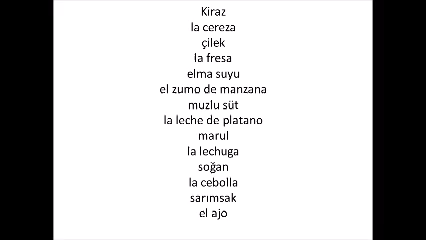 Kiraz
la cereza
çilek
la fresa
elma suyu
el zumo de manzana
muzlu süt
la leche de platano
marul
la lechuga
soğan
la cebolla
sarımsak
el ajo